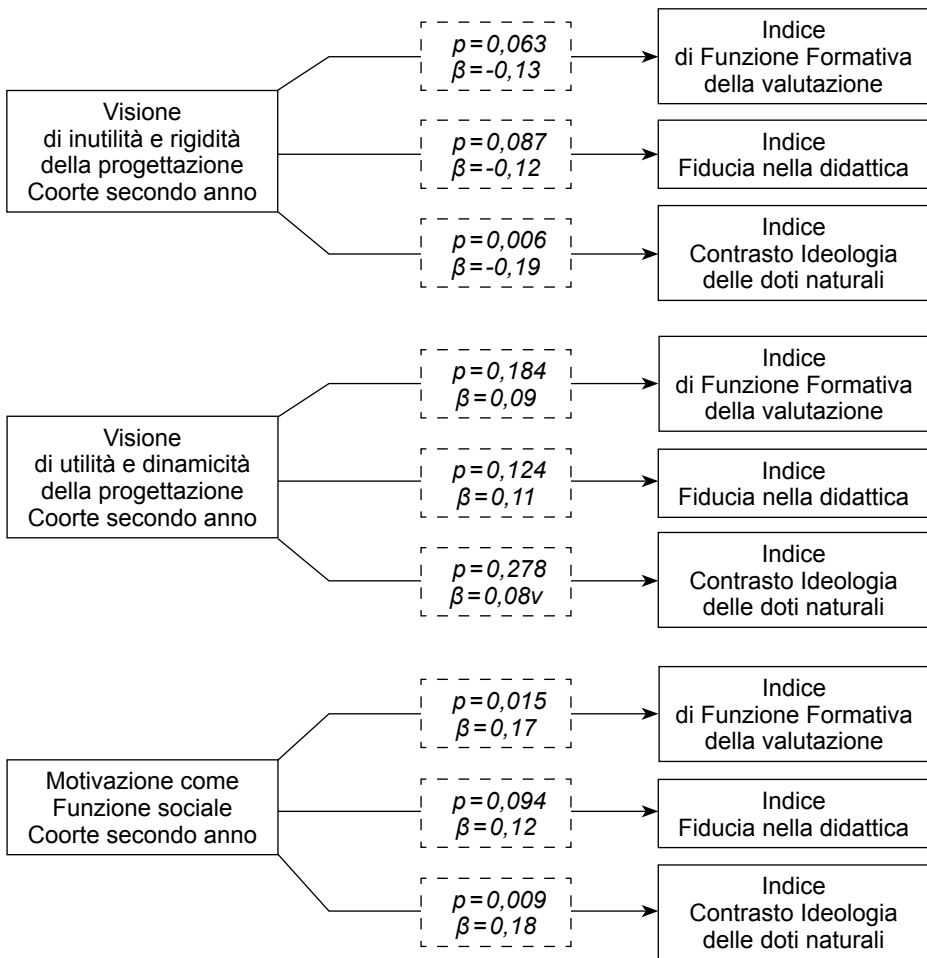 Visione
di inutilità e rigidità
della progettazione
Coorte secondo anno
p=0,063
β=-0,13
Indice
di Funzione Formativa
della valutazione
p=0,087
β=-0,12
Indice
Fiducia nella didattica
p=0,006
β=-0,19
Indice
Contrasto Ideologia
delle doti naturali
Visione
di utilità e dinamicità
della progettazione
Coorte secondo anno
p=0,184
β=0,09
Indice
di Funzione Formativa
della valutazione
p=0,124
β=0,11
Indice
Fiducia nella didattica
p=0,278
β=0,08v
Indice
Contrasto Ideologia
delle doti naturali
Motivazione come
Funzione sociale
Coorte secondo anno
p=0,015
β=0,17
Indice
di Funzione Formativa
della valutazione
p=0,094
β=0,12
Indice
Fiducia nella didattica
p=0,009
β=0,18
Indice
Contrasto Ideologia
delle doti naturali